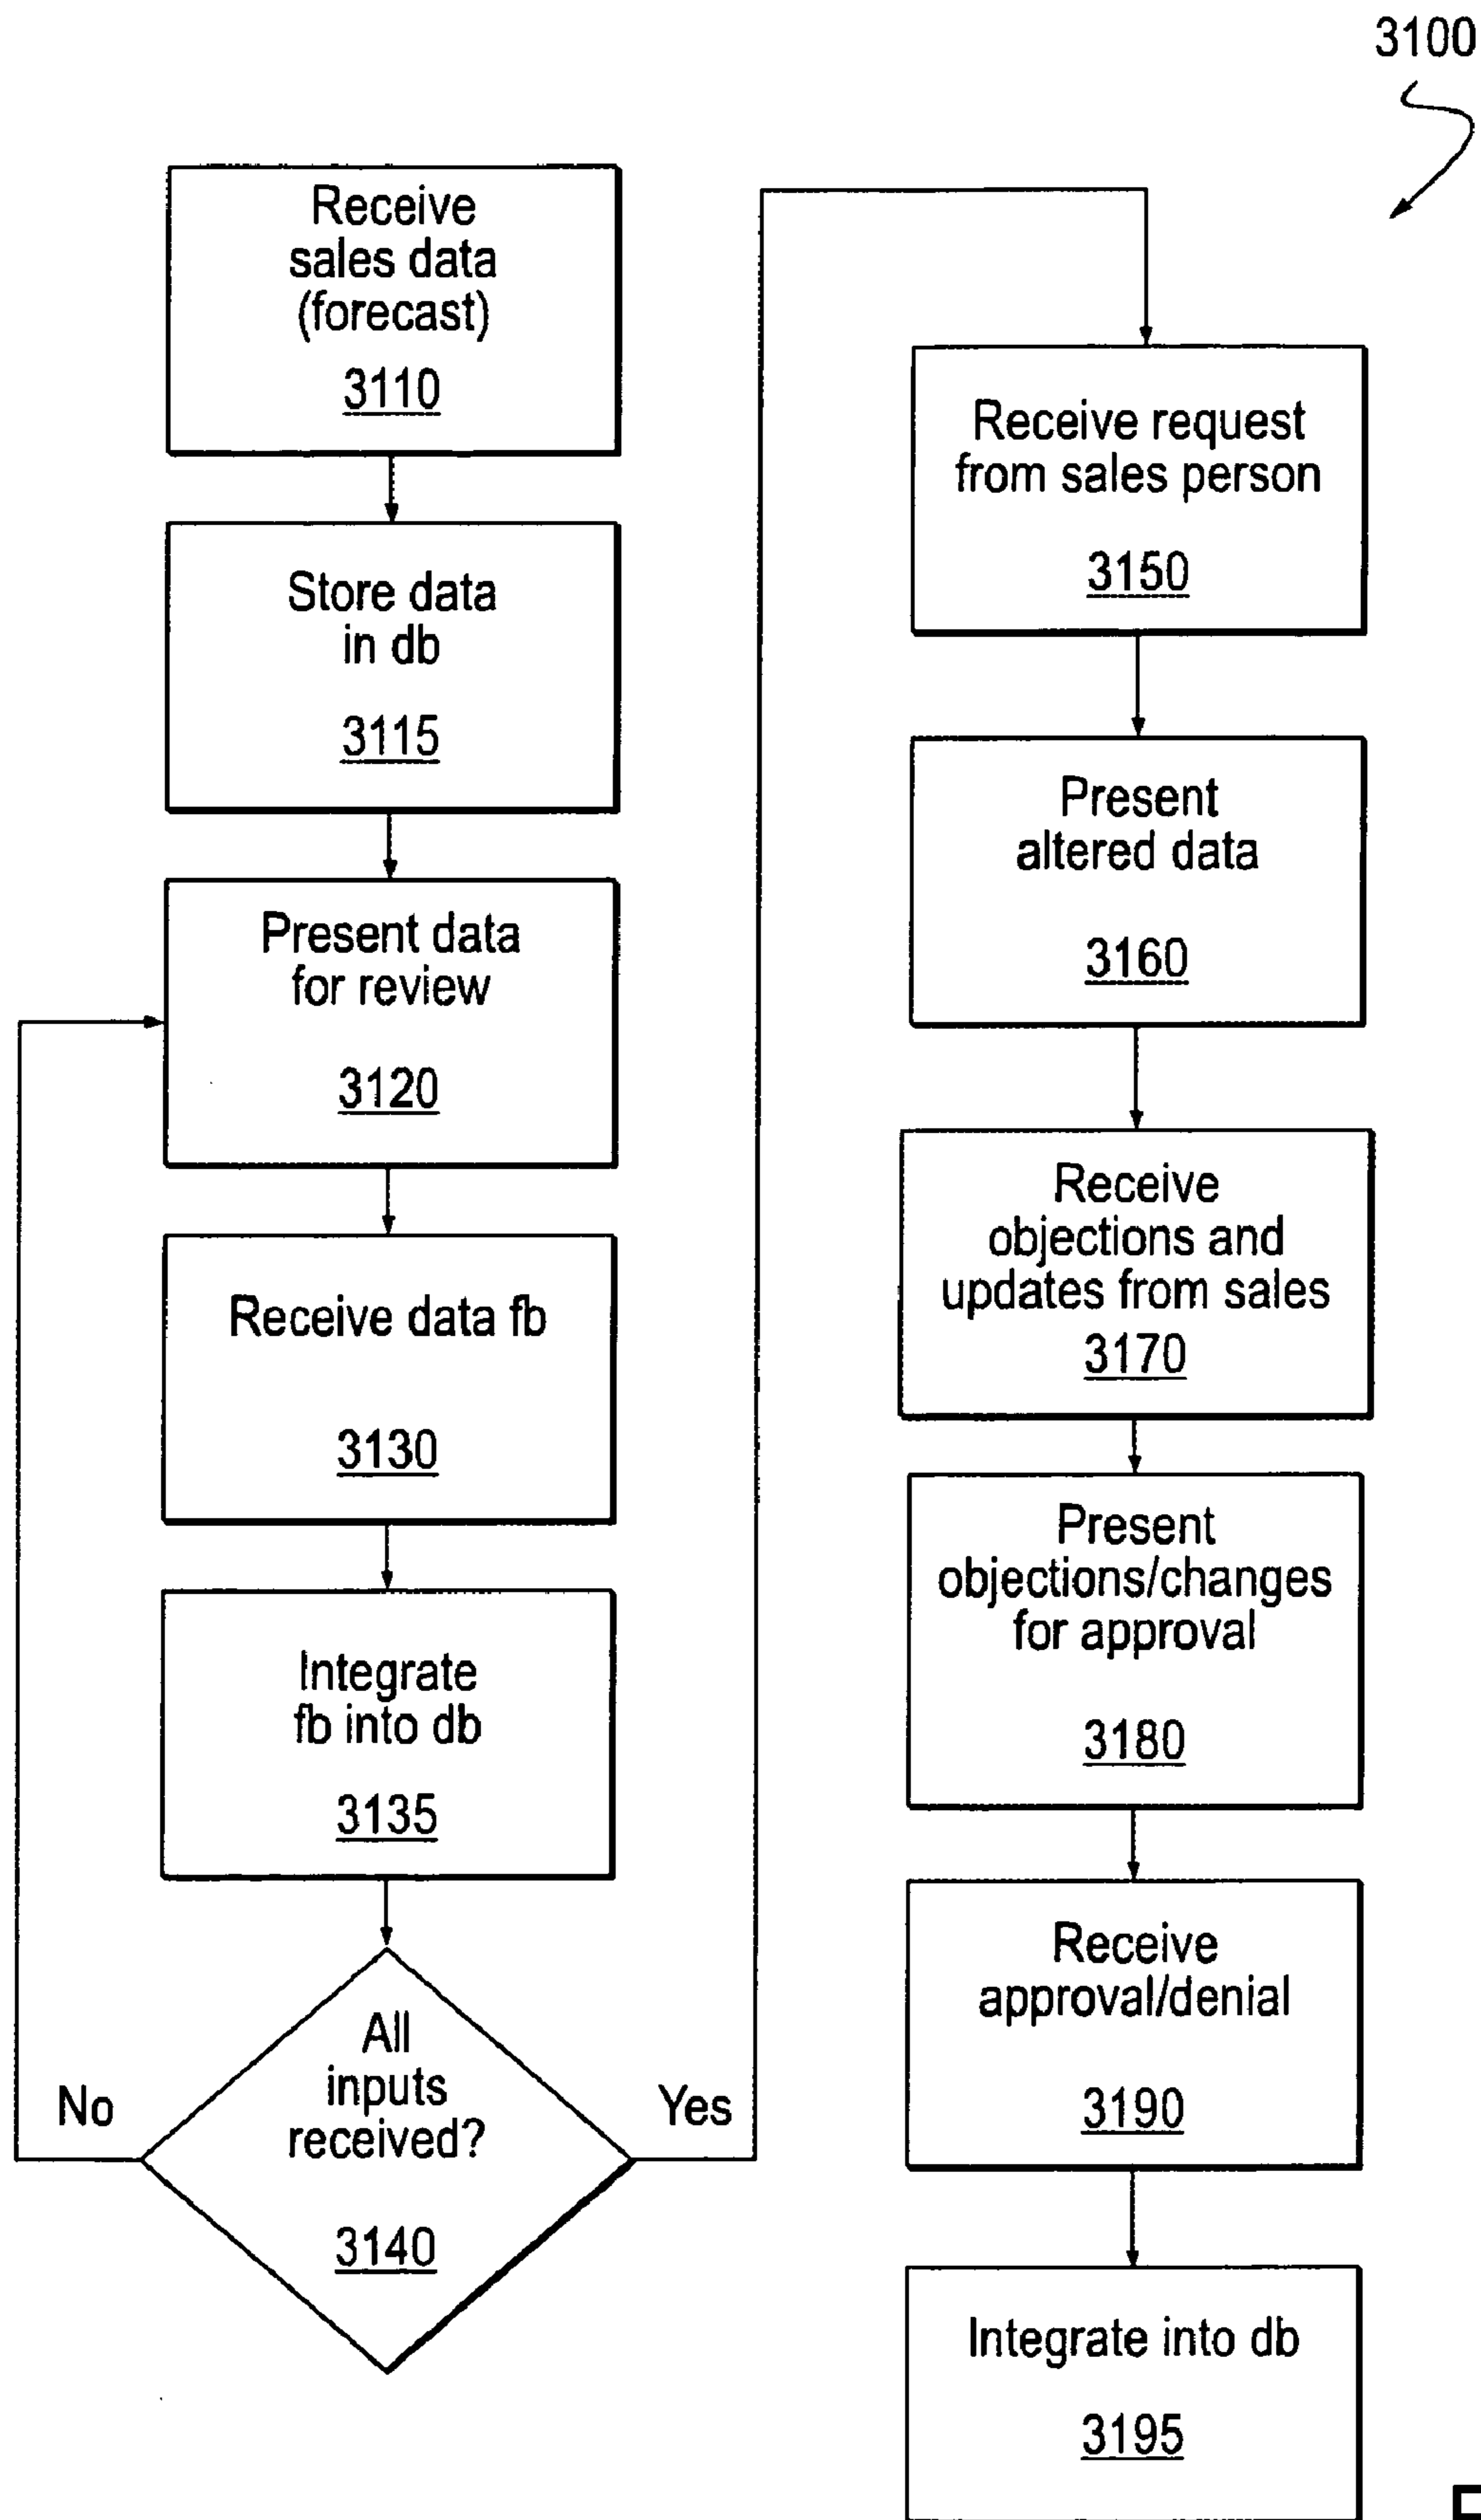 3100
Receive
sales data
(forecast)
3110
Store data
in db
3115
Present data
for review
3120
Receive data fb
3130
Integrate
fb into db
3135
All
inputs
received?
3140
No
Yes
Receive request
from sales person
3150
Present
altered data
3160
Receive
objections and
updates from sales
3170
Present
objections/changes
for approval
3180
Receive
approval/denial
3190
Integrate into db
3195